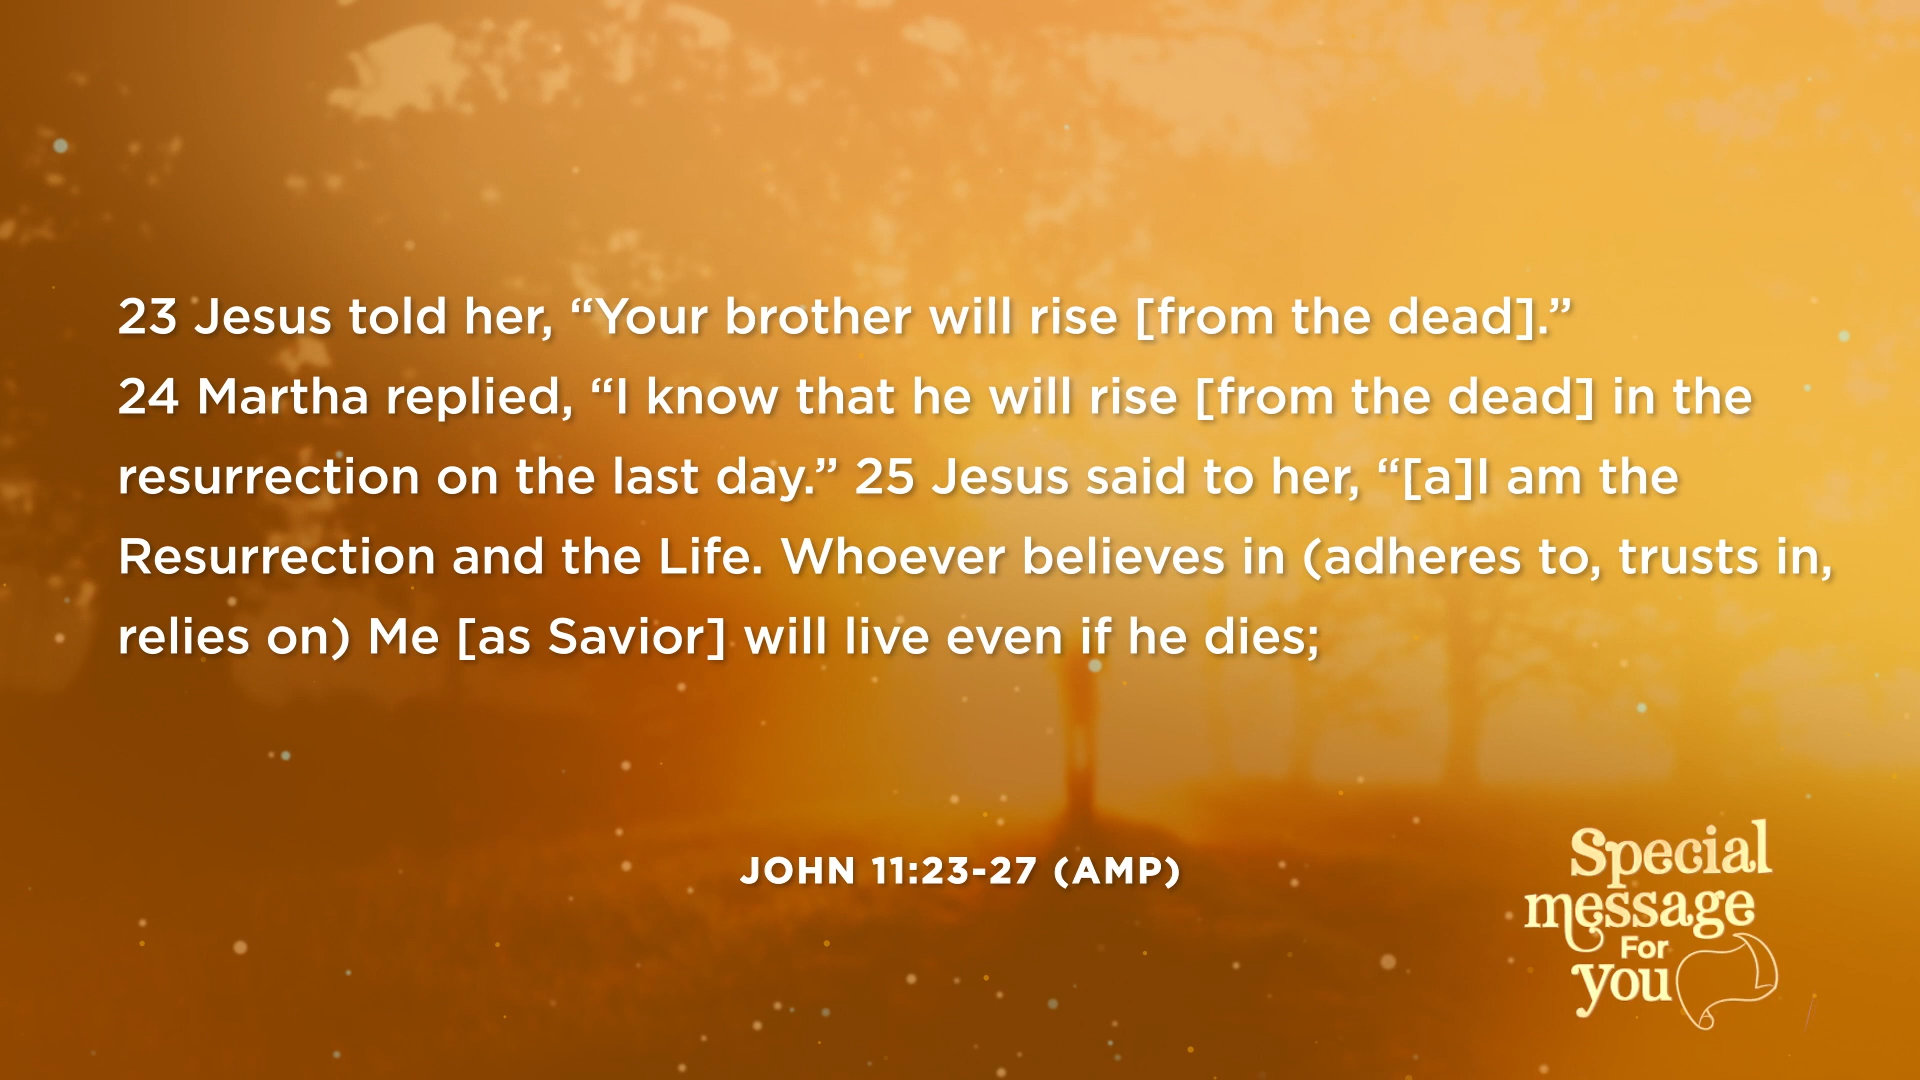 23 Jesus told her, “Your brother will rise [from the dead].”
24 Martha replied, “I know that he will rise [from the dead] in the
resurrection on the last day.” 25 Jesus said to her, “[a]I am the
Resurrection and the Life. Whoever believes in (adheres to, trusts in,
relies on) Me [as Savior] will live even if he dies;
JOHN 11:23-27 (AMP)
Special
message
For
you